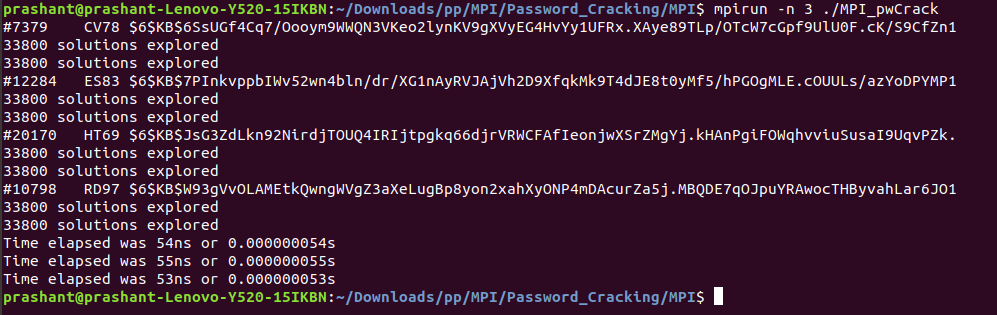 prashant@prashant-Lenovo-Y520-15IKBN:~/Downloads/pp/MPI/Password_Cracking/MPI$ mpirun -n 3 ./MPI_pwCrack
#7379 CV78 $6$KB$6SsUGf4Cq7/Oooym9WWQN3VKeo2lynKV9gXVyEG4HvYy1UFRx.XAye89TLp/OTcW7cGpf9UlU0F.cK/S9CfZn1
33800 solutions explored
33800 solutions explored
#12284 ES83 $6$KB$7PInkvppbIWv52wn4bln/dr/XG1nAyRVJAjVh2D9XfqkMk9T4dJE8t0yMf5/hPGOgMLE.cOUULs/azYoDPYMP1
33800 solutions explored
33800 solutions explored
#20170 HT69 $6$KB$JsG3ZdLkn92NirdjTOUQ4IRIjtpgkq66djrVRWCFAfIeonjwXSrZMgYj.kHAnPgiFOWqhvviuSusaI9UqvPZk.
33800 solutions explored
33800 solutions explored
#10798 RD97 $6$KB$W93gVvOLAMEtkQwngWVgZ3aXeLugBp8yon2xahXyONP4mDAcurZa5j.MBQDE7qOJpuYRAwocTHByvahLar6JO1
33800 solutions explored
33800 solutions explored
Time elapsed was 54ns or 0.000000054s
Time elapsed was 55ns or 0.000000055s
Time elapsed was 53ns or 0.000000053s
prashant@prashant-Lenovo-Y520-15IKBN:~/Downloads/pp/MPI/Password_Cracking/MPI$